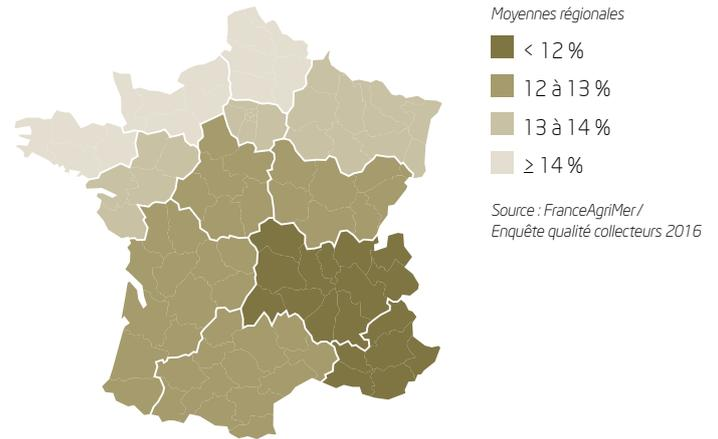 Moyennes régionales
< 12 %
12 à 13 %
13 à 14 %
≥ 14 %
Source : FranceAgriMer /
Enquête qualité collecteurs 2016